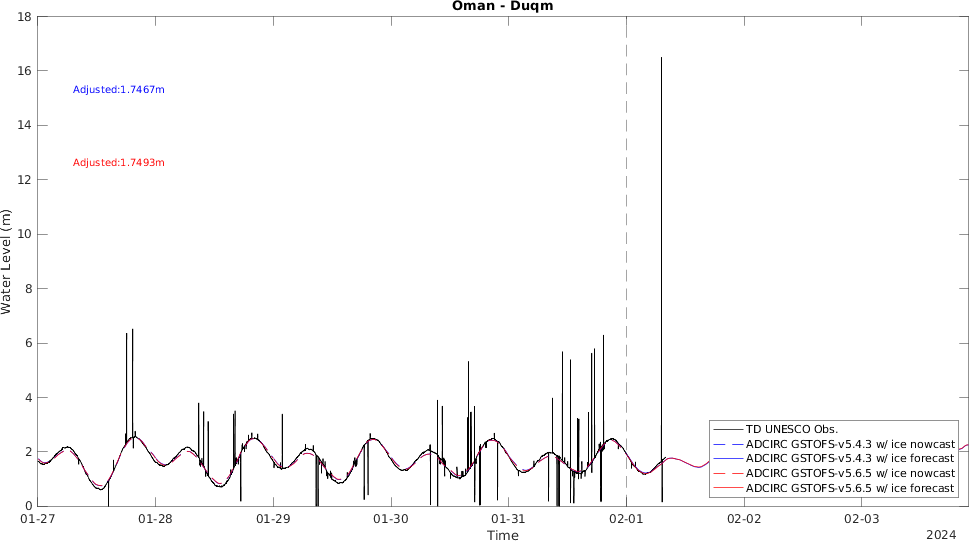 Oman - Duqm
18
16
14
12
10
8
6
4
2
0
Water Level (m)
Adjusted:1.7467m
Adjusted:1.7493m
TD UNESCO Obs.
ADCIRC GSTOFS-v5.4.3 w/ ice nowcast
ADCIRC GSTOFS-v5.4.3 w/ ice forecast
ADCIRC GSTOFS-v5.6.5 w/ ice nowcast
ADCIRC GSTOFS-v5.6.5 w/ ice forecast
01-27
01-28
01-29
01-30
01-31
02-01
02-02
02-03
Time
2024